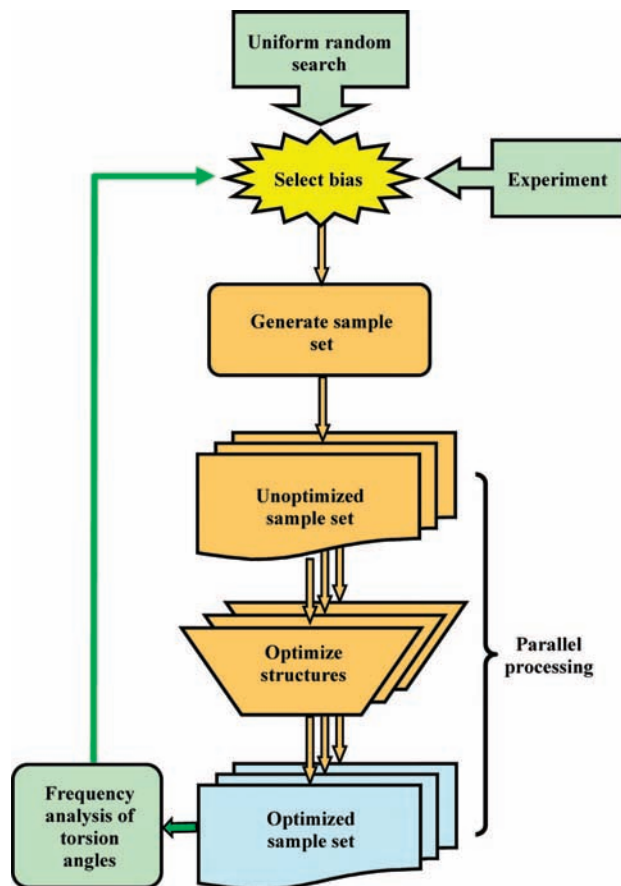 Uniform random
search
Select bias
Experiment
Generate sample
set
Unoptimized
sample set
Optimize
structures
Parallel
processing
Frequency
analysis of
torsion
angles
Optimized
sample set